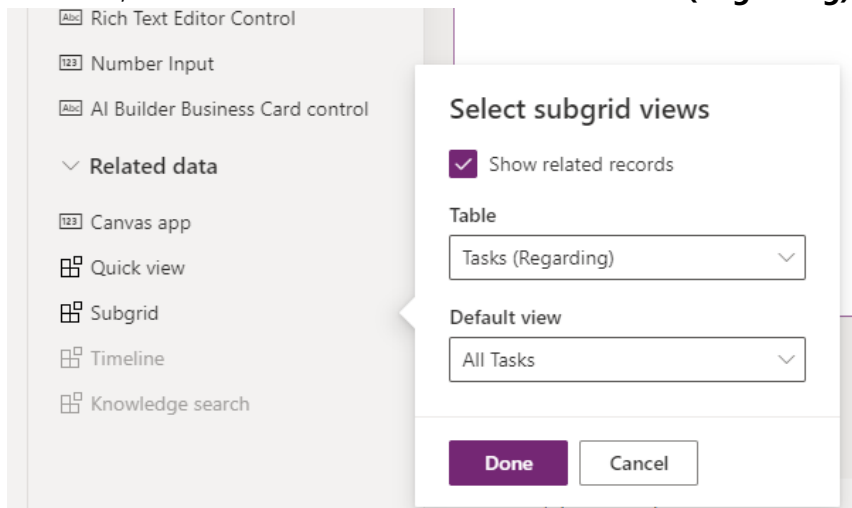 Rich Text Editor Control
Number Input
AI Builder Business Card control
Related data
Canvas app
Quick view
Subgrid
Timeline
Knowledge search
Select subgrid views
Show related records
Table
Tasks (Regarding)
Default view
All Tasks
Done
Cancel